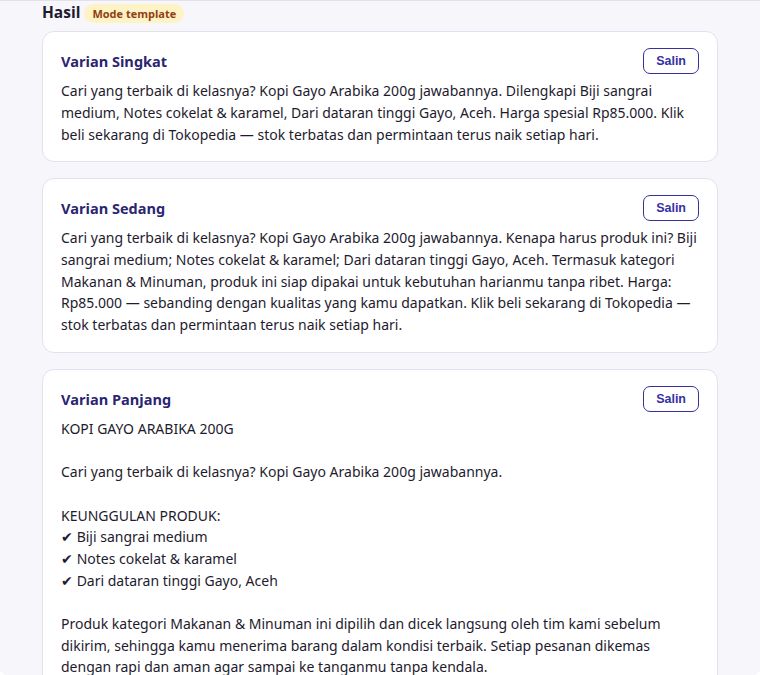 Hasil Mode template
Varian Singkat Salin
Cari yang terbaik di kelasnya? Kopi Gayo Arabika 200g jawabannya. Dilengkapi Biji sangrai
medium, Notes cokelat & karamel, Dari dataran tinggi Gayo, Aceh. Harga spesial Rp85.000. Klik
beli sekarang di Tokopedia — stok terbatas dan permintaan terus naik setiap hari.
Varian Sedang Salin
Cari yang terbaik di kelasnya? Kopi Gayo Arabika 200g jawabannya. Kenapa harus produk ini? Biji
sangrai medium; Notes cokelat & karamel; Dari dataran tinggi Gayo, Aceh. Termasuk kategori
Makanan & Minuman, produk ini siap dipakai untuk kebutuhan harianmu tanpa ribet. Harga:
Rp85.000 — sebanding dengan kualitas yang kamu dapatkan. Klik beli sekarang di Tokopedia —
stok terbatas dan permintaan terus naik setiap hari.
Varian Panjang Salin
KOPI GAYO ARABIKA 200G
Cari yang terbaik di kelasnya? Kopi Gayo Arabika 200g jawabannya.
KEUNGGULAN PRODUK:
✔ Biji sangrai medium
✔ Notes cokelat & karamel
✔ Dari dataran tinggi Gayo, Aceh
Produk kategori Makanan & Minuman ini dipilih dan dicek langsung oleh tim kami sebelum
dikirim, sehingga kamu menerima barang dalam kondisi terbaik. Setiap pesanan dikemas
dengan rapi dan aman agar sampai ke tanganmu tanpa kendala.